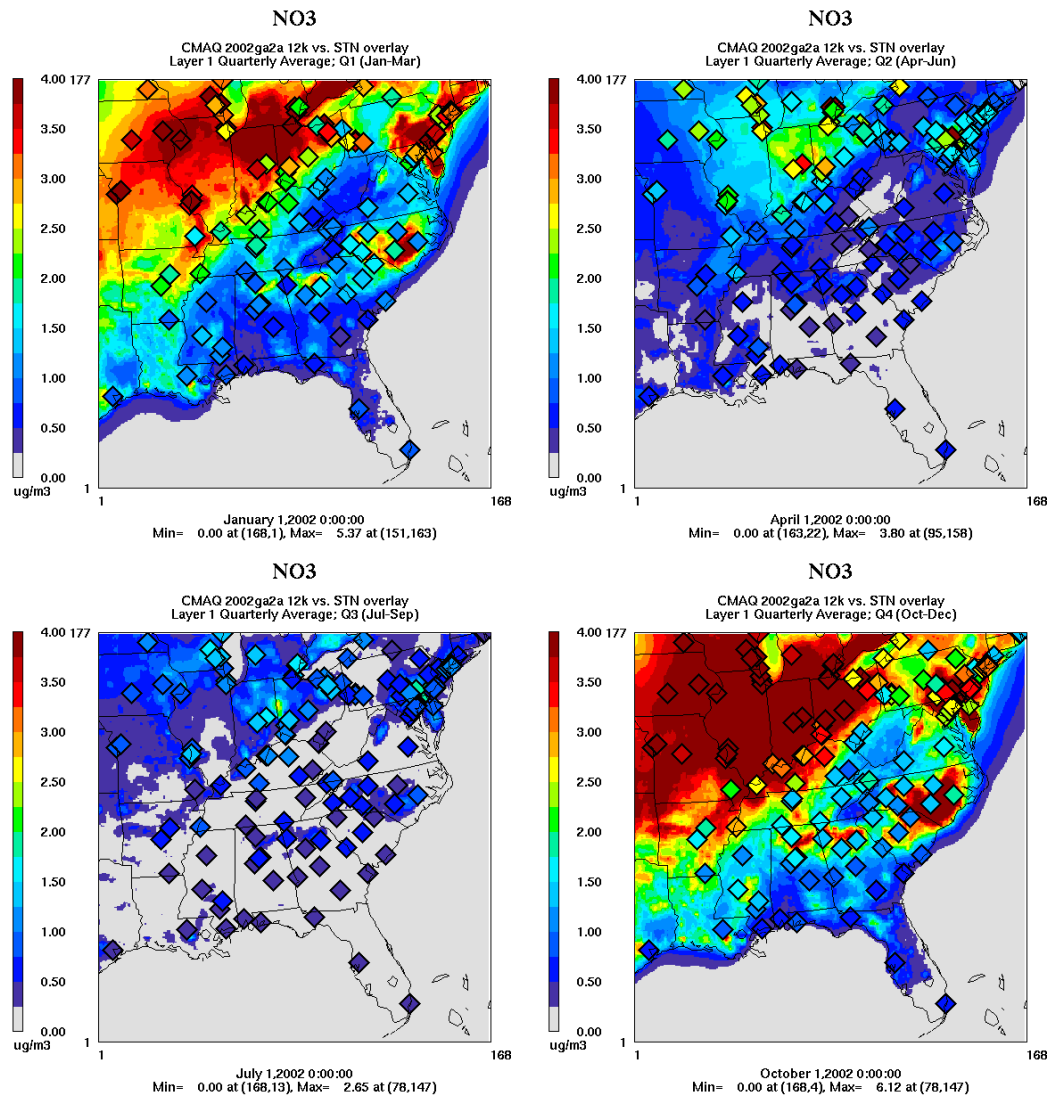 NO3
CMAQ 2002ga2a 12k vs. STN overlay
Layer 1 Quarterly Average; Q1 (Jan-Mar)
4.00 177
3.50
3.00
2.50
2.00
1.50
1.00
0.50
0.00
ug/m3
1
1 168
January 1,2002 0:00:00
Min= 0.00 at (168,1), Max= 5.37 at (151,163)
NO3
CMAQ 2002ga2a 12k vs. STN overlay
Layer 1 Quarterly Average; Q2 (Apr-Jun)
4.00 177
3.50
3.00
2.50
2.00
1.50
1.00
0.50
0.00
ug/m3
1
1 168
April 1,2002 0:00:00
Min= 0.00 at (163,22), Max= 3.80 at (95,158)
NO3
CMAQ 2002ga2a 12k vs. STN overlay
Layer 1 Quarterly Average; Q3 (Jul-Sep)
4.00 177
3.50
3.00
2.50
2.00
1.50
1.00
0.50
0.00
ug/m3
1
1 168
July 1,2002 0:00:00
Min= 0.00 at (168,13), Max= 2.65 at (78,147)
NO3
CMAQ 2002ga2a 12k vs. STN overlay
Layer 1 Quarterly Average; Q4 (Oct-Dec)
4.00 177
3.50
3.00
2.50
2.00
1.50
1.00
0.50
0.00
ug/m3
1
1 168
October 1,2002 0:00:00
Min= 0.00 at (168,4), Max= 6.12 at (78,147)